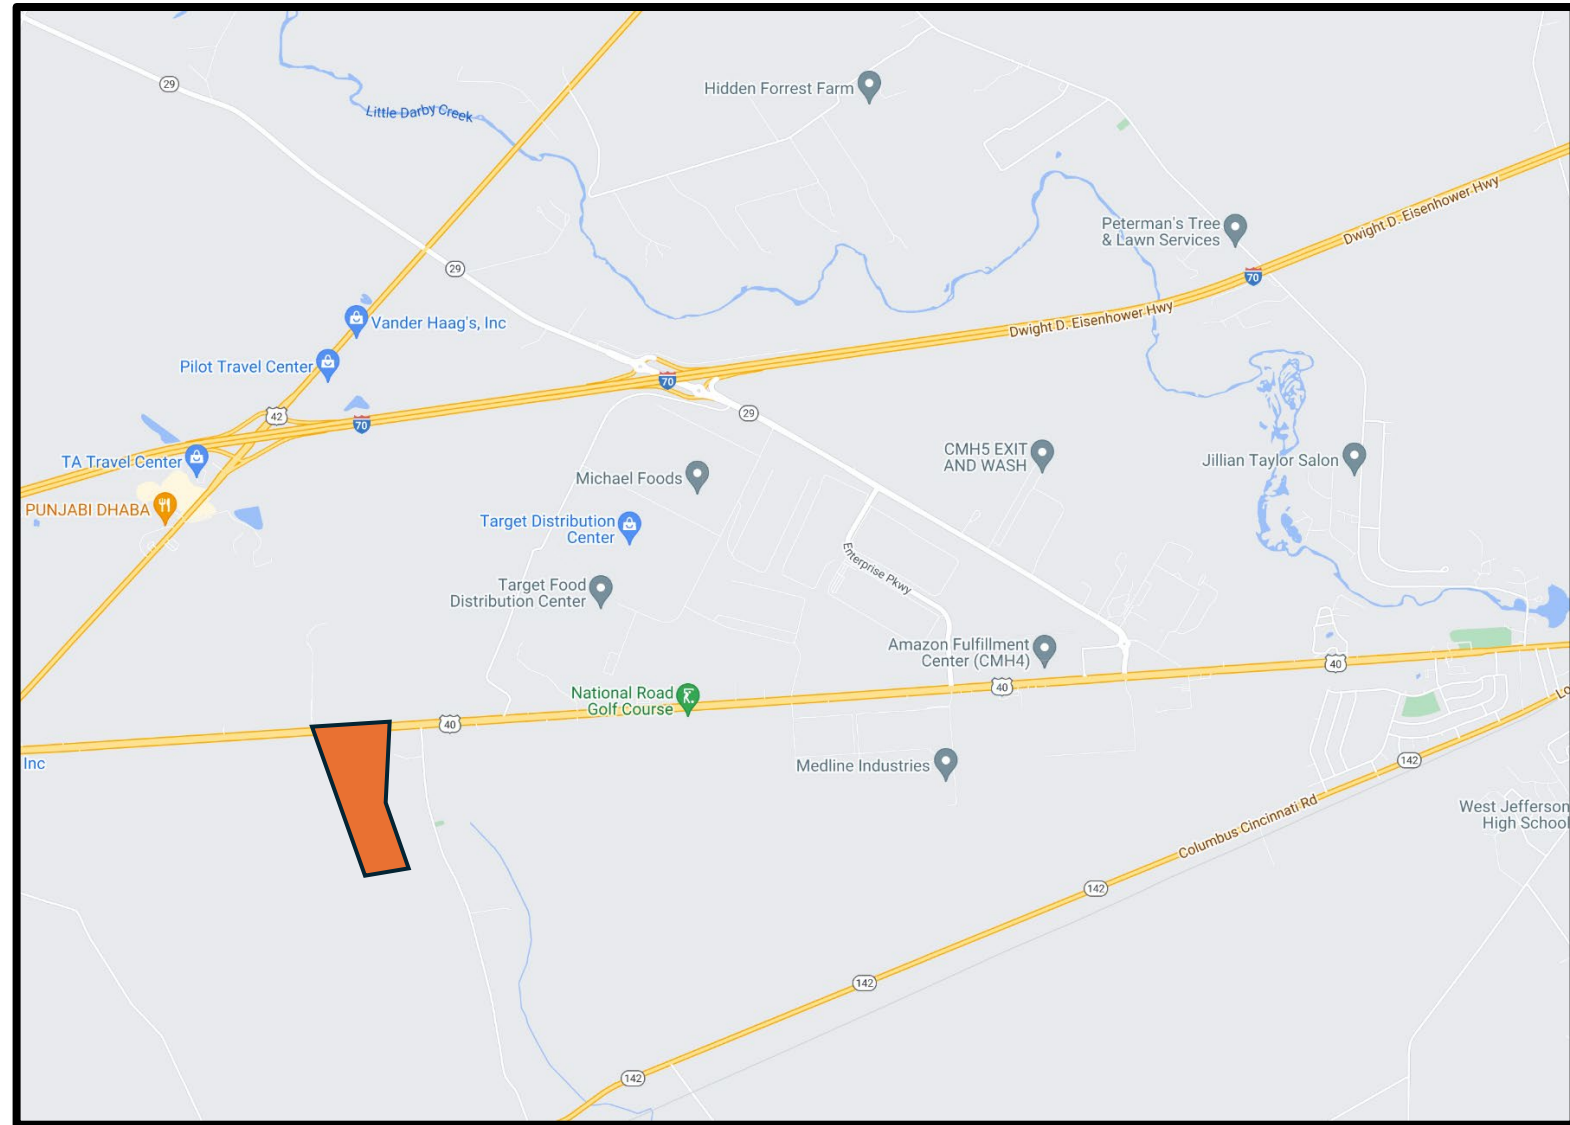 29
Little Darby Creek
Hidden Forrest Farm
Peterman's Tree
& Lawn Services
Dwight D. Eisenhower Hwy
70
29
Dwight D. Eisenhower Hwy
Vander Haag's, Inc
Pilot Travel Center
70
42
70
29
TA Travel Center
PUNJABI DHABA
Michael Foods
CMH5 EXIT
AND WASH
Jillian Taylor Salon
Target Distribution
Center
Enterprise Pkwy
Target Food
Distribution Center
Amazon Fulfillment
Center (CMH4)
40
National Road
Golf Course
40
40
Lo
Inc
Medline Industries
142
West Jefferson
High School
Columbus Cincinnati Rd
142
142
142